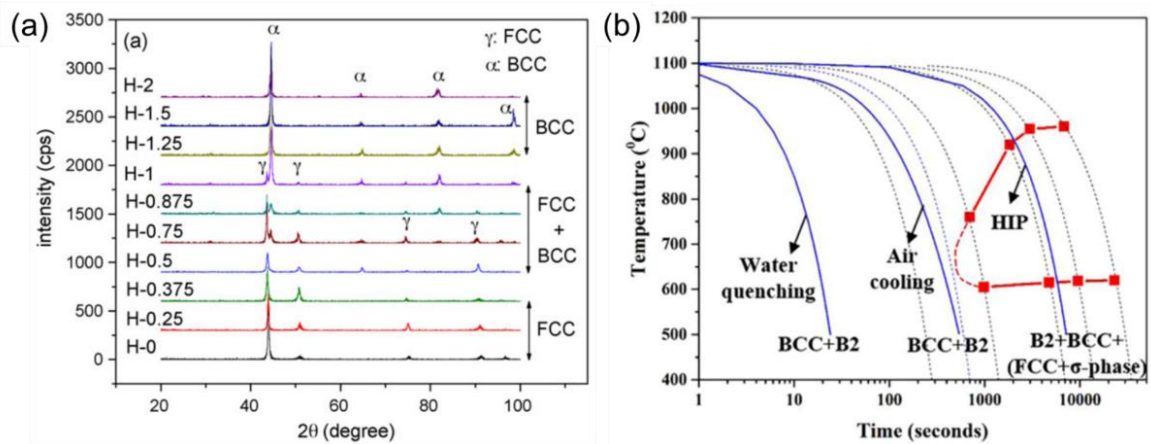 (a)
(a)
γ: FCC
α: BCC
α
α
α
α
γ
γ
γ
γ
H-2
H-1.5
H-1.25
H-1
H-0.875
H-0.75
H-0.5
H-0.375
H-0.25
H-0
BCC
FCC
+
BCC
FCC
intensity (cps)
3500
3000
2500
2000
1500
1000
500
0
20
40
60
80
100
2θ (degree)
(b)
Temperature (⁰C)
1200
1100
1000
900
800
700
600
500
400
Water
quenching
Air
cooling
HIP
BCC+B2
BCC+B2
B2+BCC+
(FCC+σ-phase)
1
10
100
1000
10000
Time (seconds)